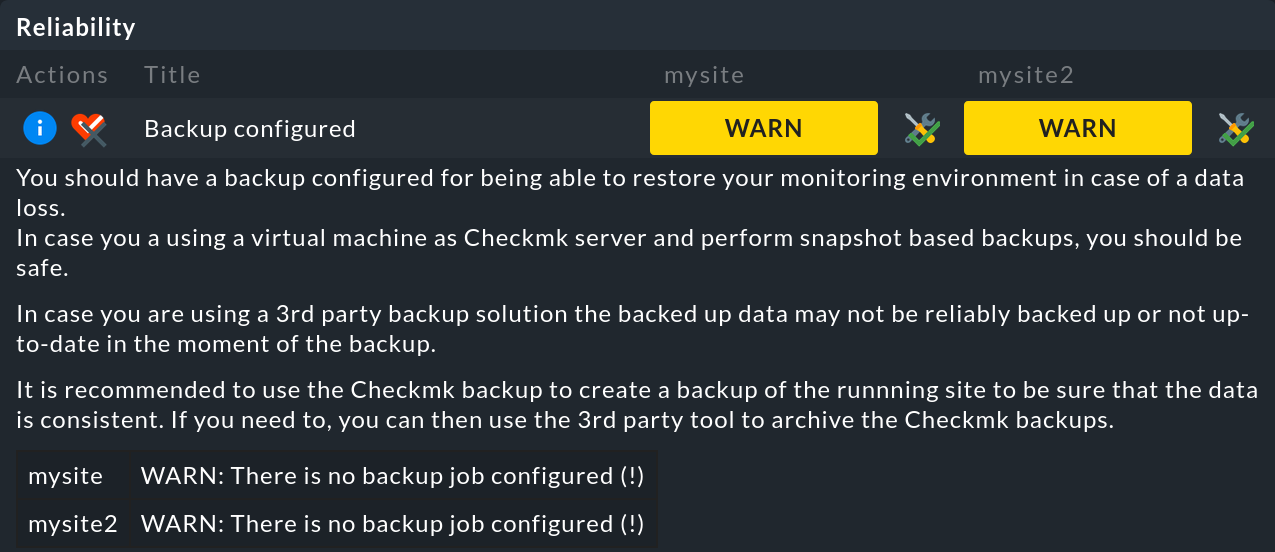 Reliability
Actions Title mysite mysite2
Backup configured WARN WARN
You should have a backup configured for being able to restore your monitoring environment in case of a data
loss.
In case you a using a virtual machine as Checkmk server and perform snapshot based backups, you should be
safe.
In case you are using a 3rd party backup solution the backed up data may not be reliably backed up or not up-
to-date in the moment of the backup.
It is recommended to use the Checkmk backup to create a backup of the runnning site to be sure that the data
is consistent. If you need to, you can then use the 3rd party tool to archive the Checkmk backups.
mysite WARN: There is no backup job configured (!)
mysite2 WARN: There is no backup job configured (!)